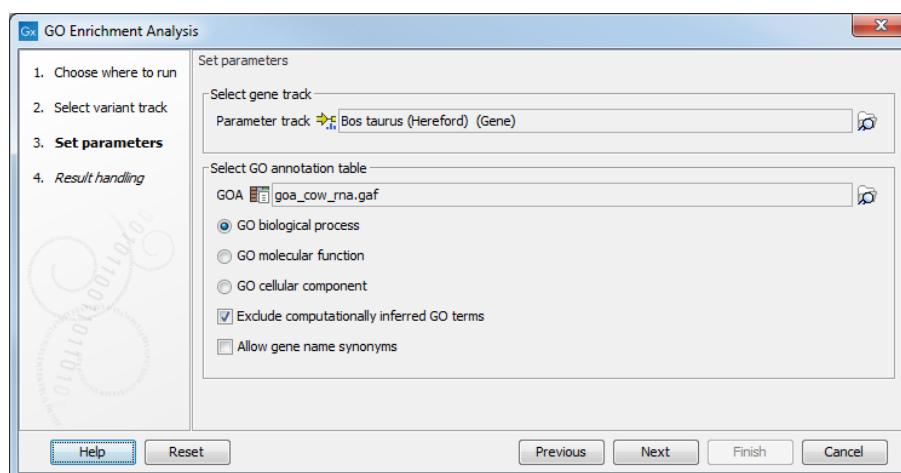 Gx GO Enrichment Analysis
1. Choose where to run
2. Select variant track
3. Set parameters
4. Result handling
Set parameters
Select gene track
Parameter track Bos taurus (Hereford) (Gene)
Select GO annotation table
GOA goa_cow_rna.gaf
GO biological process
GO molecular function
GO cellular component
Exclude computationally inferred GO terms
Allow gene name synonyms
Help Reset Previous Next Finish Cancel